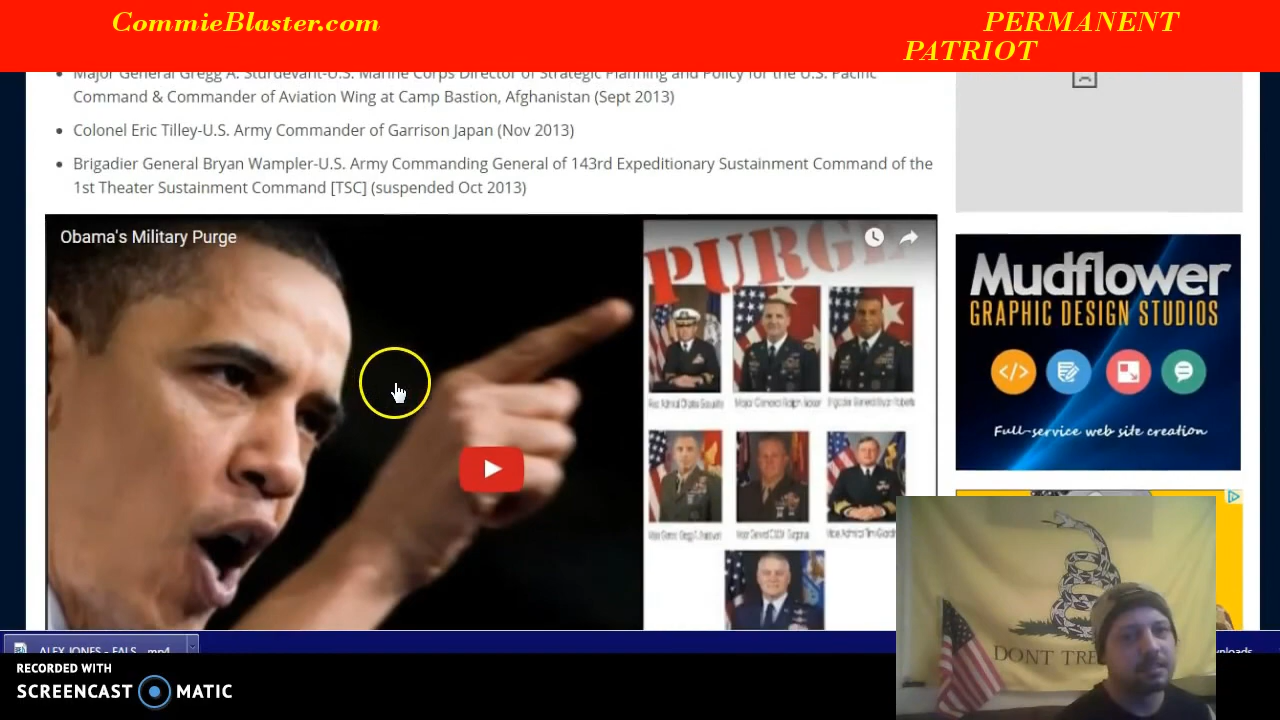 CommieBlaster.com
PERMANENT
PATRIOT
Major General Gregg A. Sturdevant-U.S. Marine Corps Director of Strategic Planning and Policy for the U.S. Pacific
Command & Commander of Aviation Wing at Camp Bastion, Afghanistan (Sept 2013)
Colonel Eric Tilley-U.S. Army Commander of Garrison Japan (Nov 2013)
Brigadier General Bryan Wampler-U.S. Army Commanding General of 143rd Expeditionary Sustainment Command of the
1st Theater Sustainment Command [TSC] (suspended Oct 2013)
Obama's Military Purge
PURGE
Mudflower
GRAPHIC DESIGN STUDIOS
Full-service web site creation
DONT TRE
ALEX JONES - FALS....mp4
RECORDED WITH
SCREENCAST MATIC